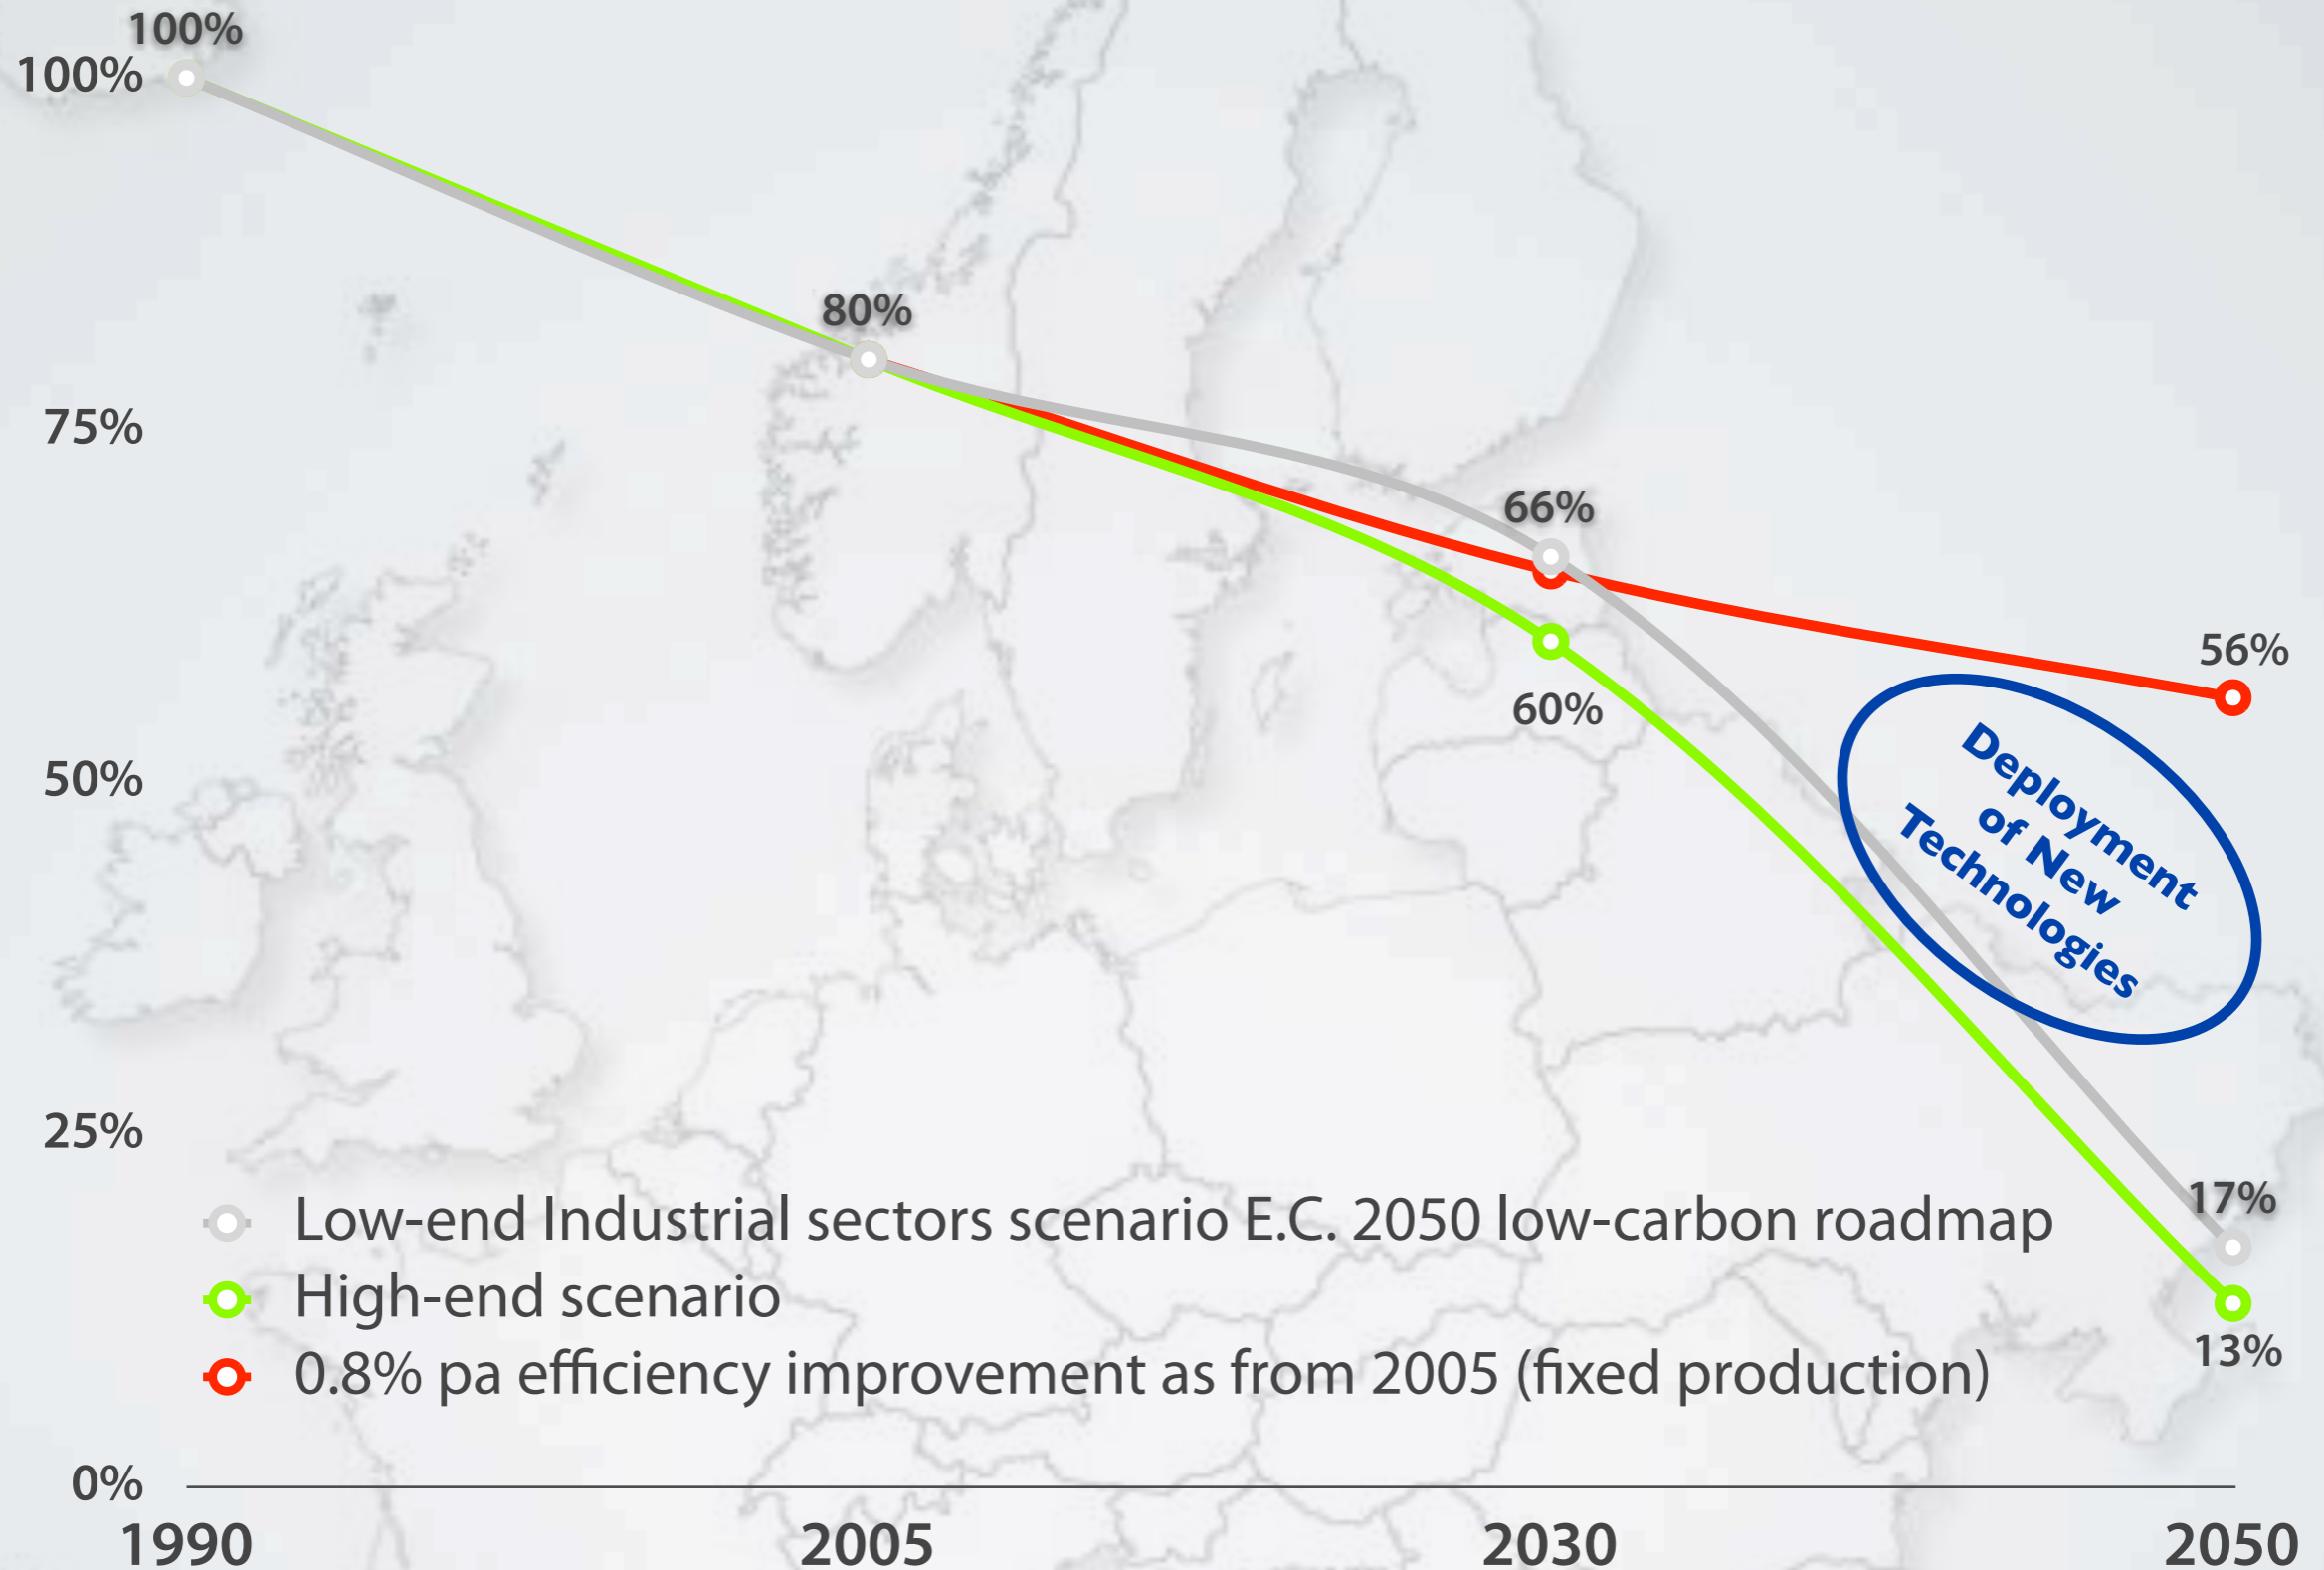 100%
100%
80%
75%
66%
56%
60%
50%
Deployment
of New
Technologies
25%
17%
Low-end Industrial sectors scenario E.C. 2050 low-carbon roadmap
High-end scenario
13%
0.8% pa efficiency improvement as from 2005 (fixed production)
0%
1990 2005 2030 2050